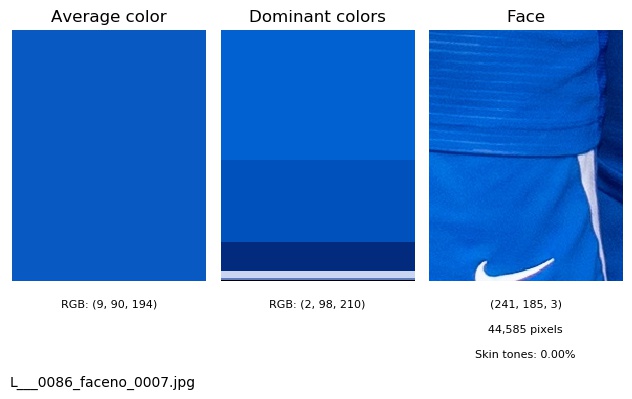 Average color
Dominant colors
Face
RGB: (9, 90, 194)
RGB: (2, 98, 210)
(241, 185, 3)
44,585 pixels
Skin tones: 0.00%
L___0086_faceno_0007.jpg